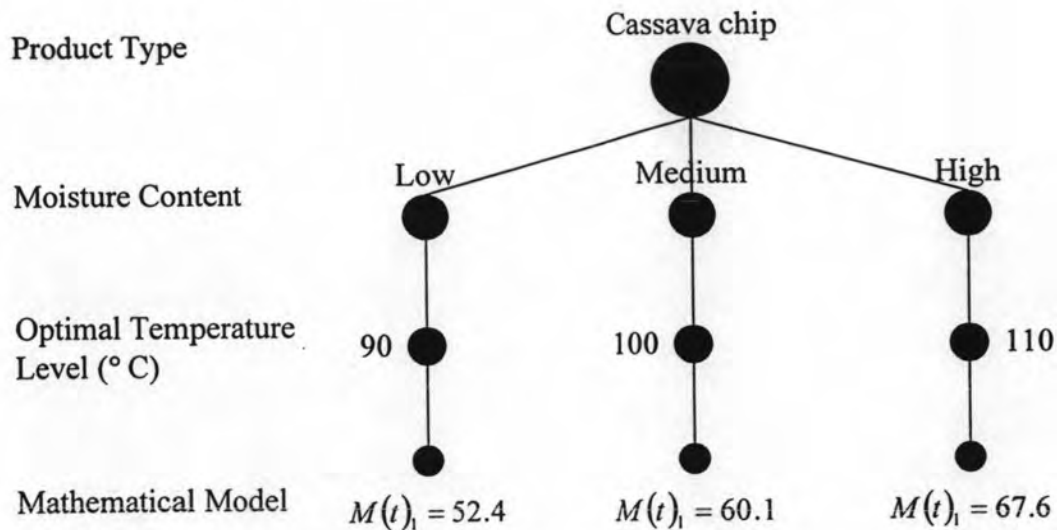 Cassava chip
Product Type
Low Medium High
Moisture Content
Optimal Temperature
Level (° C)
90 100 110
Mathematical Model
M(t)₁ = 52.4 M(t)₁ = 60.1 M(t)₁ = 67.6